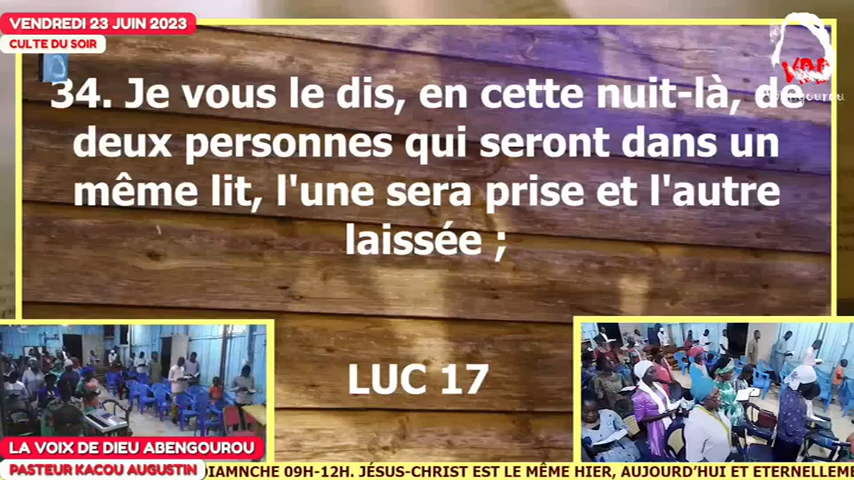 VENDREDI 23 JUIN 2023
CULTE DU SOIR
34. Je vous le dis, en cette nuit-là, de
deux personnes qui seront dans un
même lit, l'une sera prise et l'autre
laissée ;
LUC 17
LA VOIX DE DIEU ABENGOUROU
PASTEUR KACOU AUGUSTIN
DIAMNCHE 09H-12H. JÉSUS-CHRIST EST LE MÊME HIER, AUJOURD'HUI ET ETERNELLEME